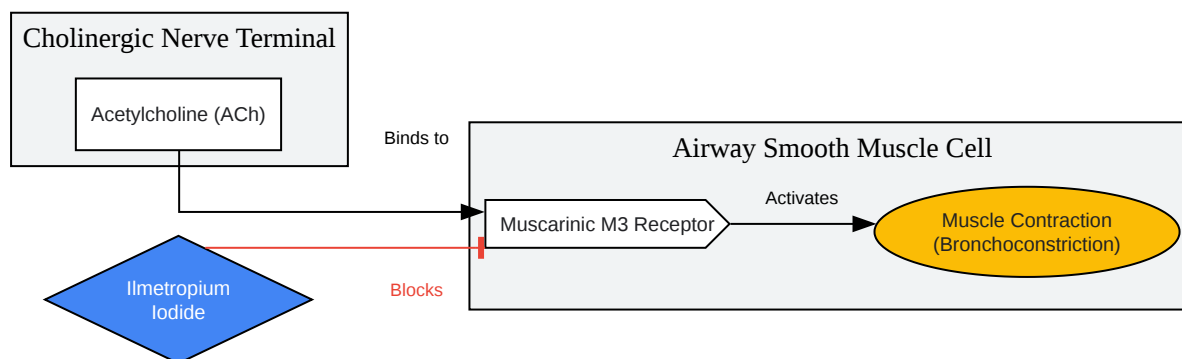 Cholinergic Nerve Terminal
Acetylcholine (ACh)
Binds to
Airway Smooth Muscle Cell
Muscarinic M3 Receptor
Activates
Muscle Contraction
(Bronchoconstriction)
Ilmetropium
Iodide
Blocks